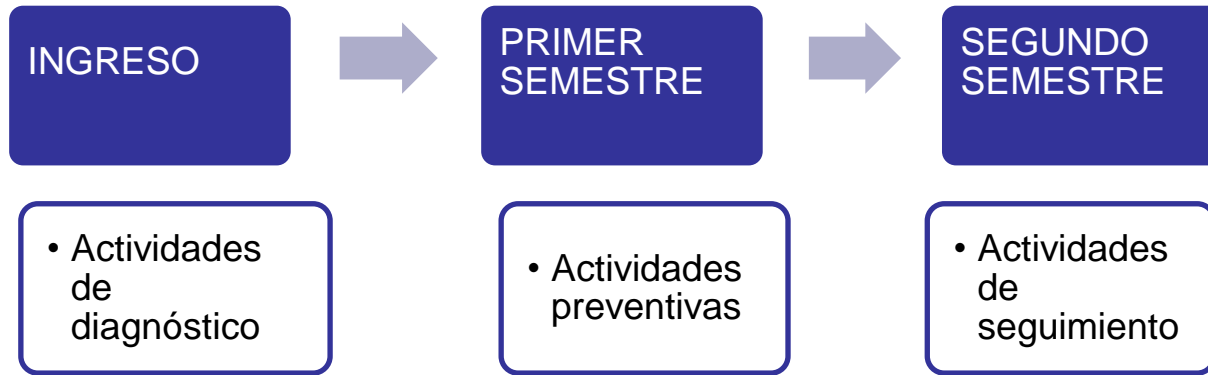 INGRESO
PRIMER
SEMESTRE
SEGUNDO
SEMESTRE
• Actividades
de
diagnóstico
• Actividades
preventivas
• Actividades
de
seguimiento